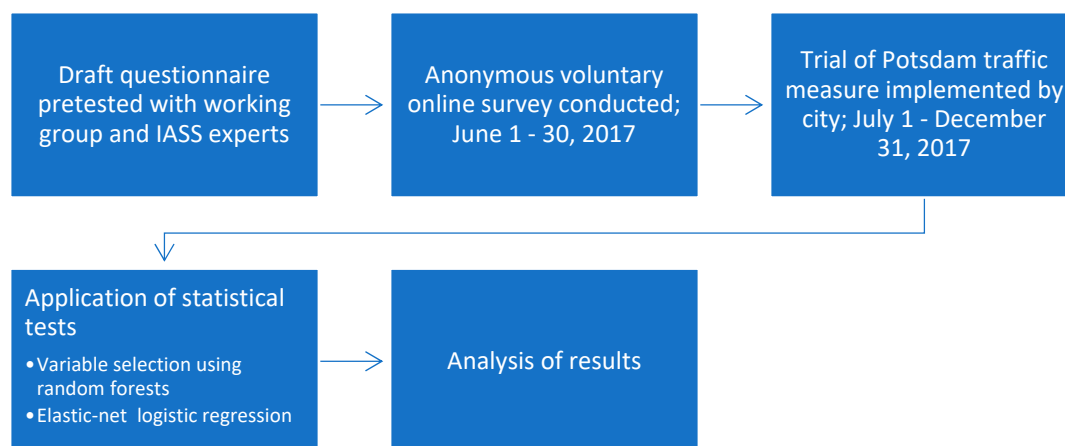 Draft questionnaire
pretested with working
group and IASS experts
Anonymous voluntary
online survey conducted;
June 1 - 30, 2017
Trial of Potsdam traffic
measure implemented by
city; July 1 - December
31, 2017
Application of statistical
tests
•Variable selection using
random forests
•Elastic-net logistic regression
Analysis of results